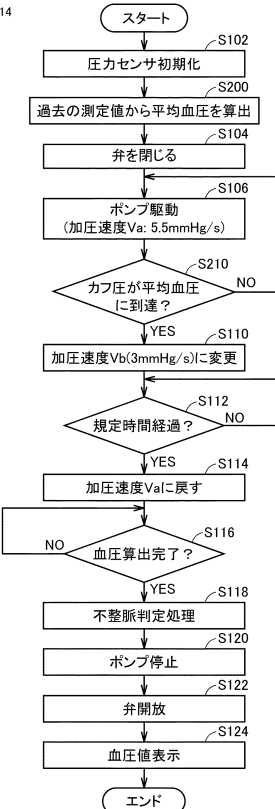 14
スタート
S102
圧力センサ初期化
S200
過去の測定値から平均血圧を算出
S104
弁を閉じる
S106
ポンプ駆動
(加圧速度Va: 5.5mmHg/s)
S210
カフ圧が平均血圧
に到達？
NO
YES
S110
加圧速度Vb(3mmHg/s)に変更
S112
規定時間経過？
NO
YES
S114
加圧速度Vaに戻す
S116
血圧算出完了？
NO
YES
S118
不整脈判定処理
S120
ポンプ停止
S122
弁開放
S124
血圧値表示
エンド